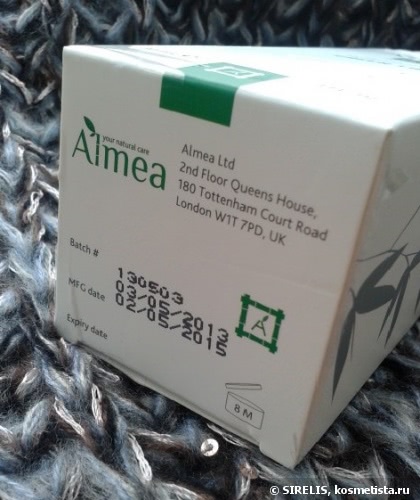 your natural care
Almea
Almea Ltd
2nd Floor Queens House,
180 Tottenham Court Road
London W1T 7PD, UK
Batch # 130503
MFG date 03/05/2013
Expiry date 02/05/2015
A
8 M
© SIRELIS, kosmetista.ru